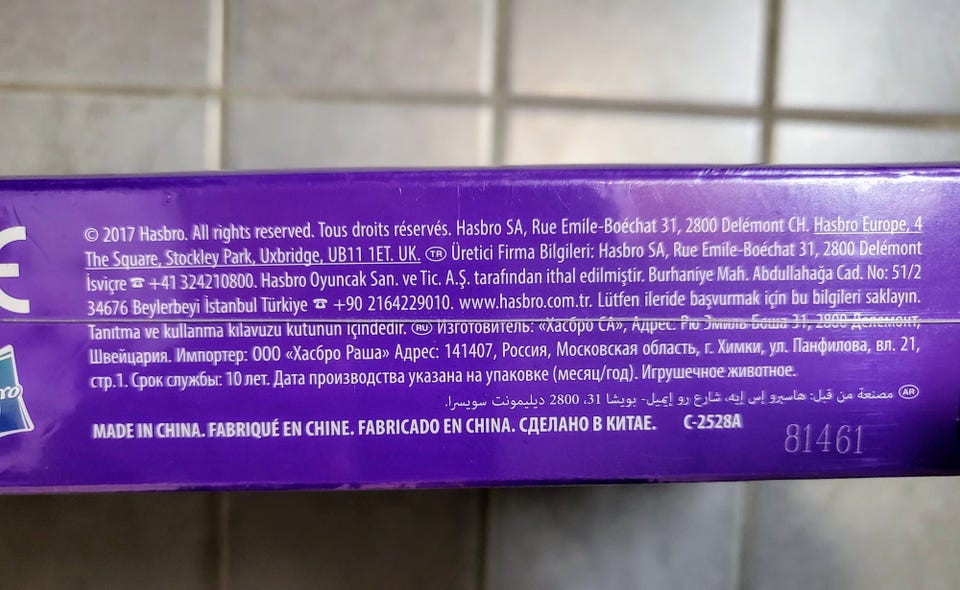 © 2017 Hasbro. All rights reserved. Tous droits réservés. Hasbro SA, Rue Emile-Boéchat 31, 2800 Delémont CH. Hasbro Europe, 4
The Square, Stockley Park, Uxbridge, UB11 1ET. UK. TR Üretici Firma Bilgileri: Hasbro SA, Rue Emile-Boéchat 31, 2800 Delémont
İsviçre ☎ +41 324210800. Hasbro Oyuncak San. ve Tic. A.Ş. tarafından ithal edilmiştir. Burhaniye Mah. Abdullahağa Cad. No: 51/2
34676 Beylerbeyi İstanbul Türkiye ☎ +90 2164229010. www.hasbro.com.tr. Lütfen ileride başvurmak için bu bilgileri saklayın.
Tanıtma ve kullanma kılavuzu kutunun içindedir. RU Изготовитель: «Хасбро СА», Адрес: Рю Эмиль Боша 31, 2800 Делемонт,
Швейцария. Импортер: ООО «Хасбро Раша» Адрес: 141407, Россия, Московская область, г. Химки, ул. Панфилова, вл. 21,
стр.1. Срок службы: 10 лет. Дата производства указана на упаковке (месяц/год). Игрушечное животное.
AR مصنعة من قبل: هاسبرو إس إيه، شارع رو إيميل- بويشا 31، 2800 ديليمونت سويسرا.
MADE IN CHINA. FABRIQUÉ EN CHINE. FABRICADO EN CHINA. СДЕЛАНО В КИТАЕ. C-2528A
81461